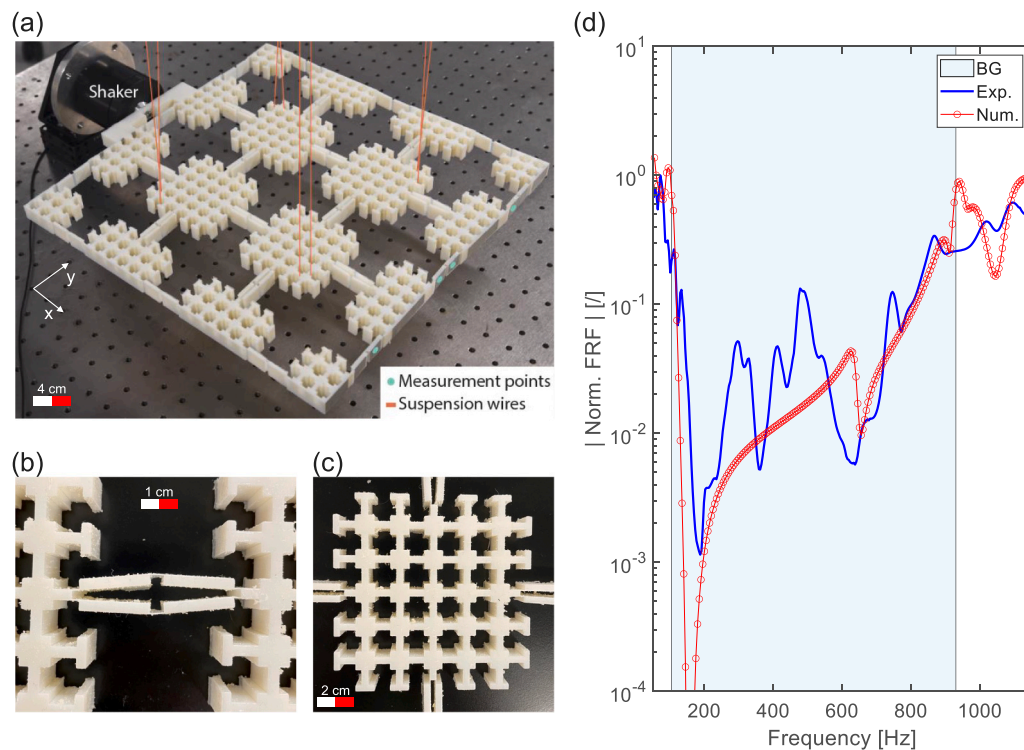 (a)
Shaker
y
x
4 cm
Measurement points
Suspension wires
(b)
1 cm
(c)
2 cm
(d)
| Norm. FRF | [/]
10^1
10^0
10^-1
10^-2
10^-3
10^-4
BG
Exp.
Num.
200 400 600 800 1000
Frequency [Hz]